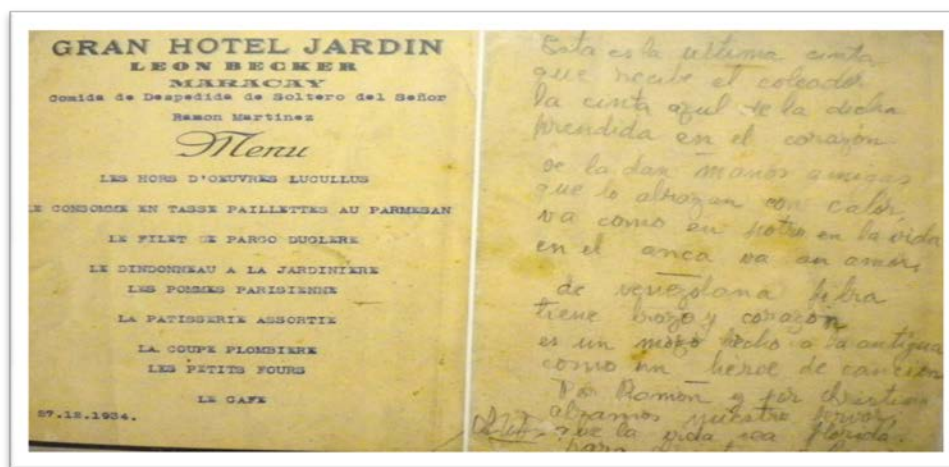 GRAN HOTEL JARDIN
LEON BECKER
MARACAY
Comida de Despedida de Soltero del Señor
Ramon Martinez
Menu
LES HORS D'OEUVRES LUCULLUS
LE CONSOMME EN TASSE PAILLETTES AU PARMESAN
LE FILET DE PARGO DUGLERE
LE DINDONNEAU A LA JARDINIERE
LES POMMES PARISIENNE
LA PATISSERIE ASSORTIE
LA COUPE PLOMBIERE
LES PETITS FOURS
LE CAFE
27.12.1934.
Esta es la ultima cinta
que recibe el coleador
la cinta azul de la dicha
prendida en el corazón
se la dan manos amigas
que lo abrazan con calor,
va como en potro en la vida
en el anca va un amor,
de venezolana fibra
tiene brazo y corazon
es un mozo hecho a la antigua
como un héroe de cancion
Por Ramón y por Christina
alzamos nuestro fervor
que la vida sea florida
para